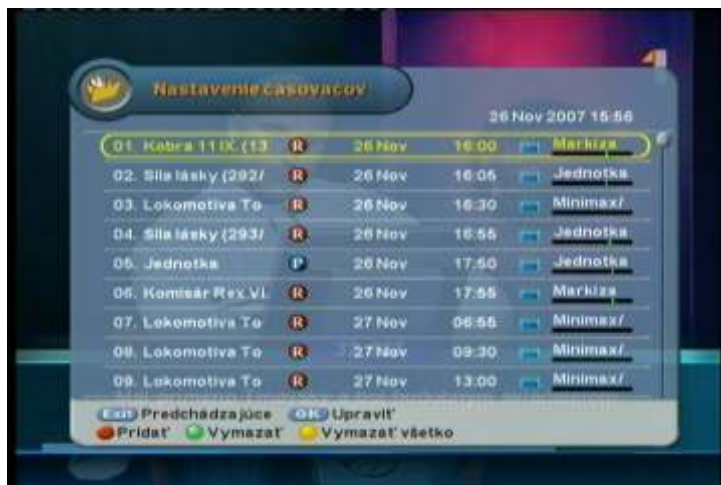 Nastavenie časovačov
26 Nov 2007 15:56
01. Kobra 11 IX. (13 R 26 Nov 16:00 Markíza
02. Sila lásky (292/ R 26 Nov 16:05 Jednotka
03. Lokomotíva To R 26 Nov 16:30 Minimax/
04. Sila lásky (293/ R 26 Nov 16:55 Jednotka
05. Jednotka P 26 Nov 17:50 Jednotka
06. Komisár Rex VI. R 26 Nov 17:55 Markíza
07. Lokomotíva To R 27 Nov 06:55 Minimax/
08. Lokomotíva To R 27 Nov 09:30 Minimax/
09. Lokomotíva To R 27 Nov 13:00 Minimax/
Exit Predchádzajúce OK Upraviť
Pridať Vymazať Vymazať všetko